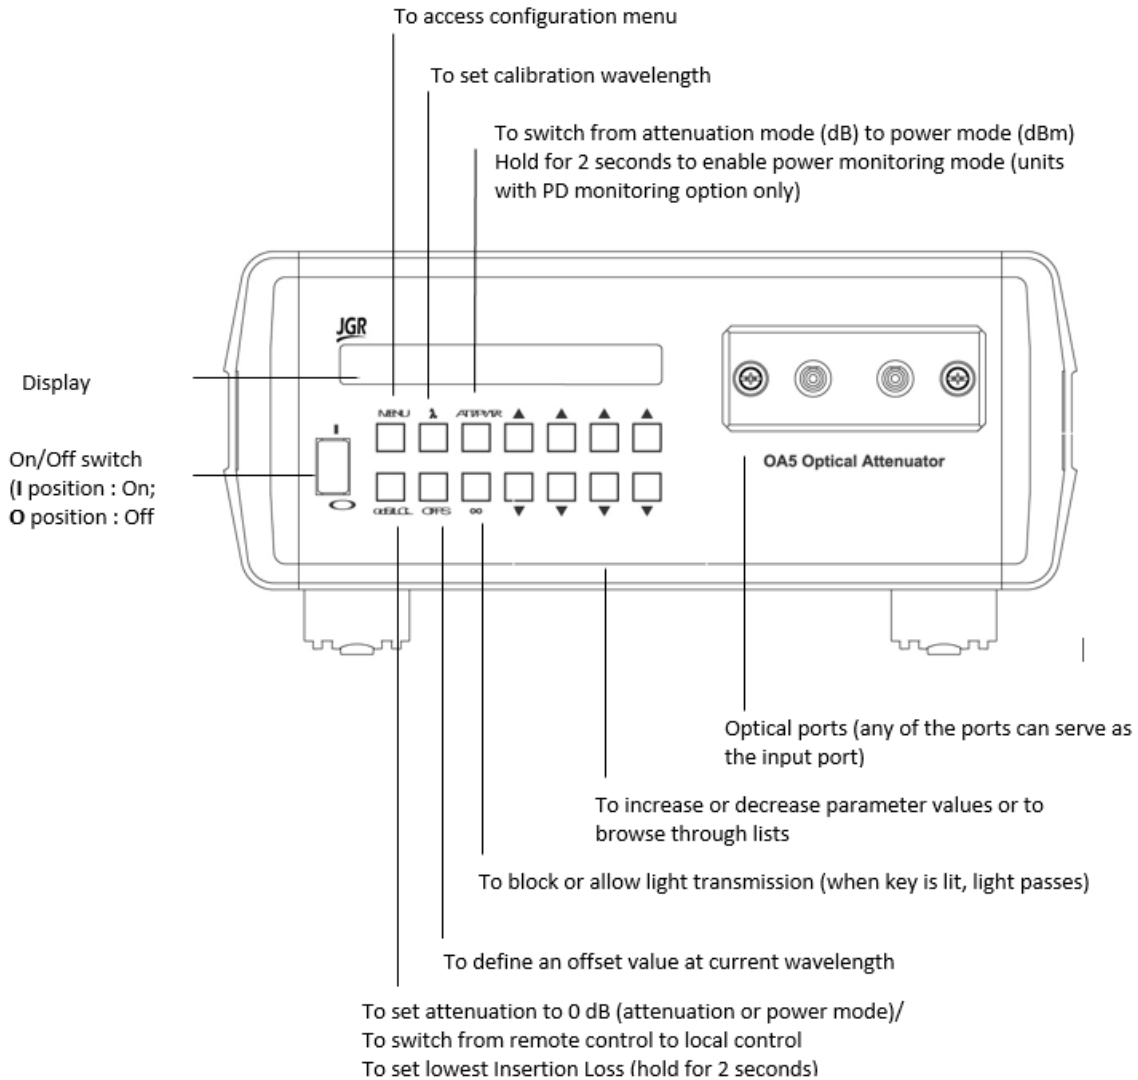 To access configuration menu
To set calibration wavelength
To switch from attenuation mode (dB) to power mode (dBm)
Hold for 2 seconds to enable power monitoring mode (units
with PD monitoring option only)
JGR
Display
MENU λ ATT/PWR ▲ ▲ ▲ ▲
I
On/Off switch
(I position : On;
O position : Off
O
OFFS ∞ ▼ ▼ ▼ ▼
OA5 Optical Attenuator
Optical ports (any of the ports can serve as
the input port)
To increase or decrease parameter values or to
browse through lists
To block or allow light transmission (when key is lit, light passes)
To define an offset value at current wavelength
To set attenuation to 0 dB (attenuation or power mode)/
To switch from remote control to local control
To set lowest Insertion Loss (hold for 2 seconds)